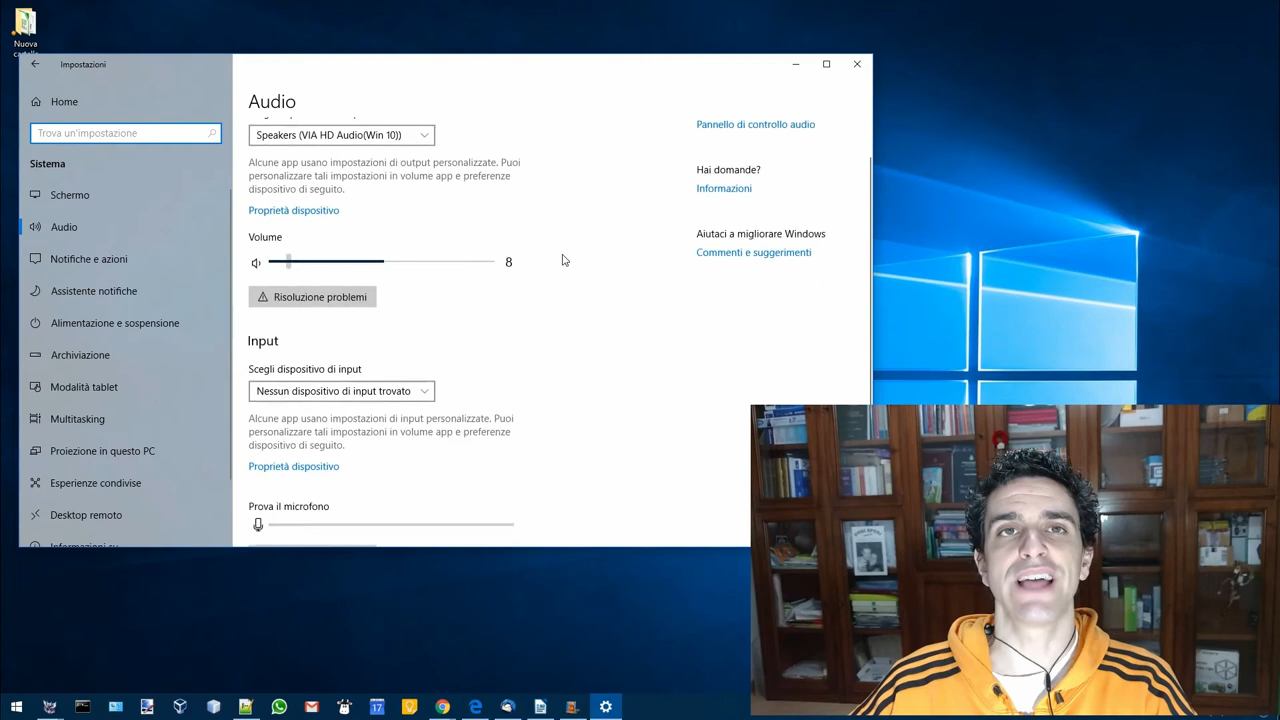 Nuova
Impostazioni
Home
Trova un'impostazione
Sistema
Schermo
Audio
Notifiche e azioni
Assistente notifiche
Alimentazione e sospensione
Archiviazione
Modalità tablet
Multitasking
Proiezione in questo PC
Esperienze condivise
Desktop remoto
Informazioni su
Audio
Speakers (VIA HD Audio(Win 10))
Alcune app usano impostazioni di output personalizzate. Puoi
personalizzare tali impostazioni in volume app e preferenze
dispositivo di seguito.
Proprietà dispositivo
Volume
8
Risoluzione problemi
Input
Scegli dispositivo di input
Nessun dispositivo di input trovato
Alcune app usano impostazioni di input personalizzate. Puoi
personalizzare tali impostazioni in volume app e preferenze
dispositivo di seguito.
Proprietà dispositivo
Prova il microfono
Pannello di controllo audio
Hai domande?
Informazioni
Aiutaci a migliorare Windows
Commenti e suggerimenti
17